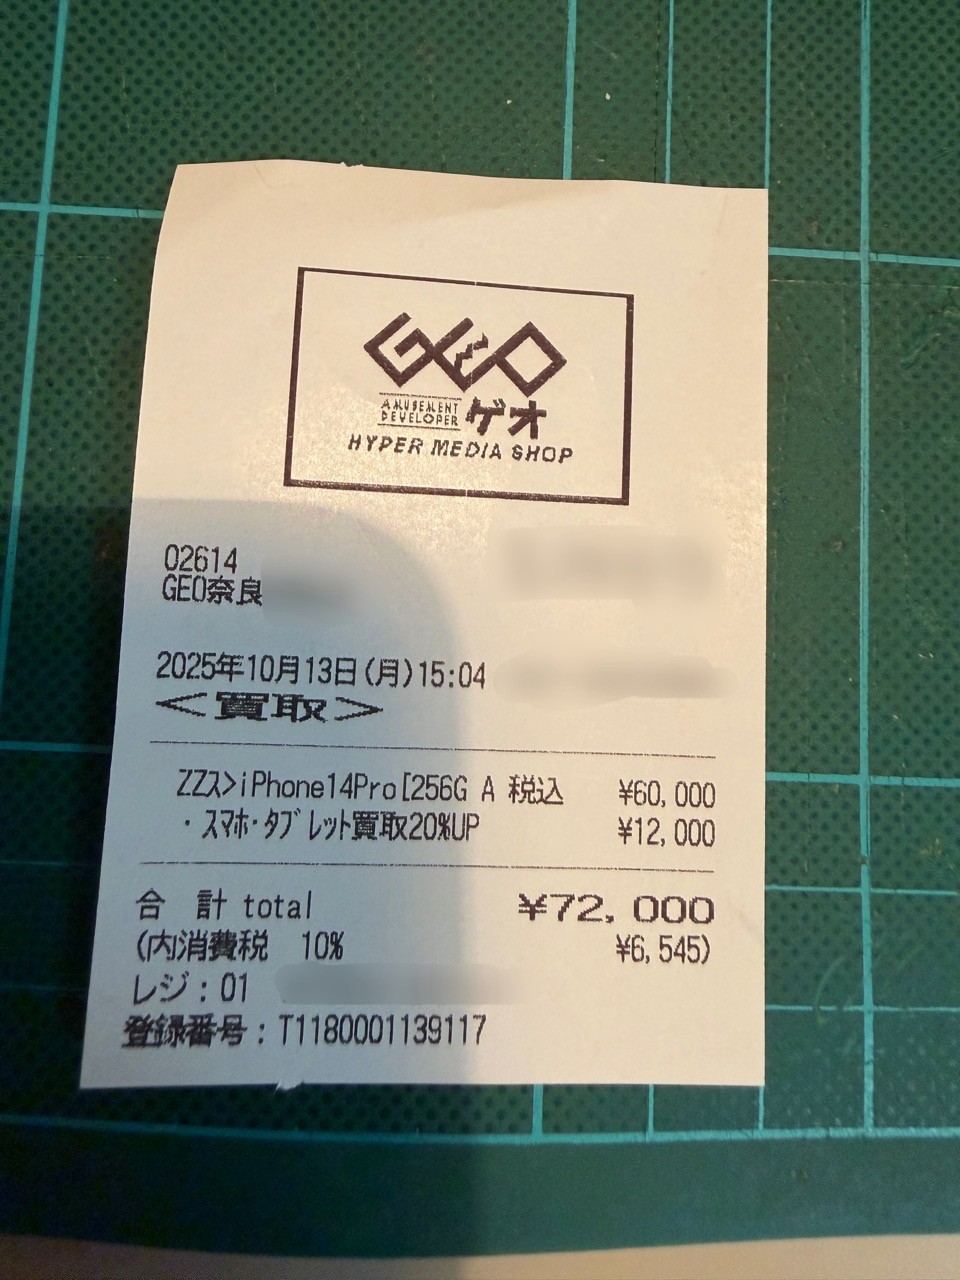 GEO
AMUSEMENT
DEVELOPER ゲオ
HYPER MEDIA SHOP
02614
GEO奈良
2025年10月13日(月)15:04
<買取>
ZZス>iPhone14Pro[256G A 税込 ¥60,000
・スマホ・タブレット買取20%UP ¥12,000
合 計 total ¥72,000
(内消費税 10% ¥6,545)
レジ:01
登録番号:T1180001139117